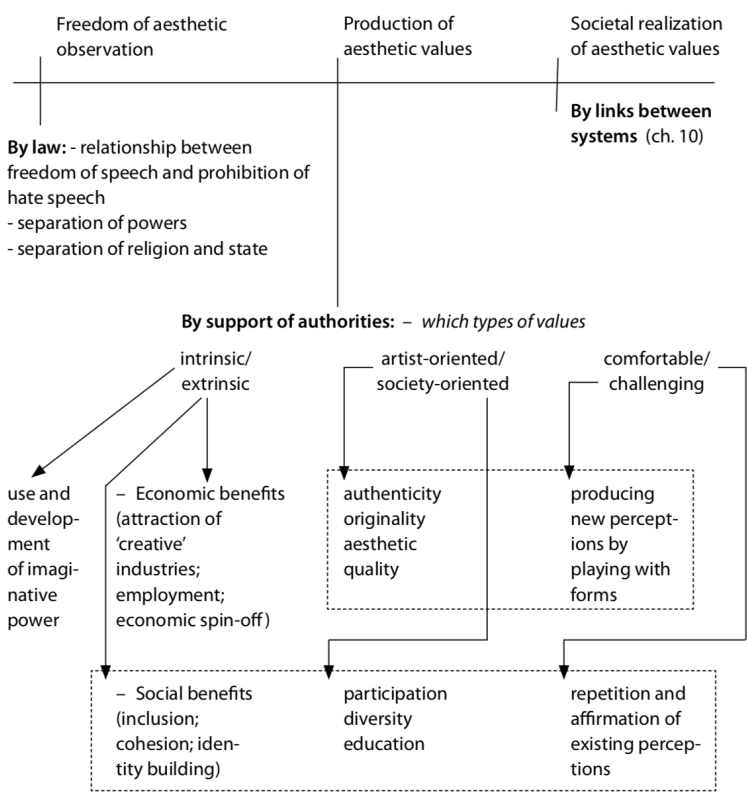 Freedom of aesthetic
observation
Production of
aesthetic values
Societal realization
of aesthetic values
By links between
systems (ch. 10)
By law: - relationship between
freedom of speech and prohibition of
hate speech
- separation of powers
- separation of religion and state
By support of authorities: – which types of values
intrinsic/
extrinsic
artist-oriented/
society-oriented
comfortable/
challenging
use and
develop-
ment
of imagi-
native
power
– Economic benefits
(attraction of
‘creative’
industries;
employment;
economic spin-off)
authenticity
originality
aesthetic
quality
producing
new percept-
ions by
playing with
forms
– Social benefits
(inclusion;
cohesion; iden-
tity building)
participation
diversity
education
repetition and
affirmation of
existing percep-
tions